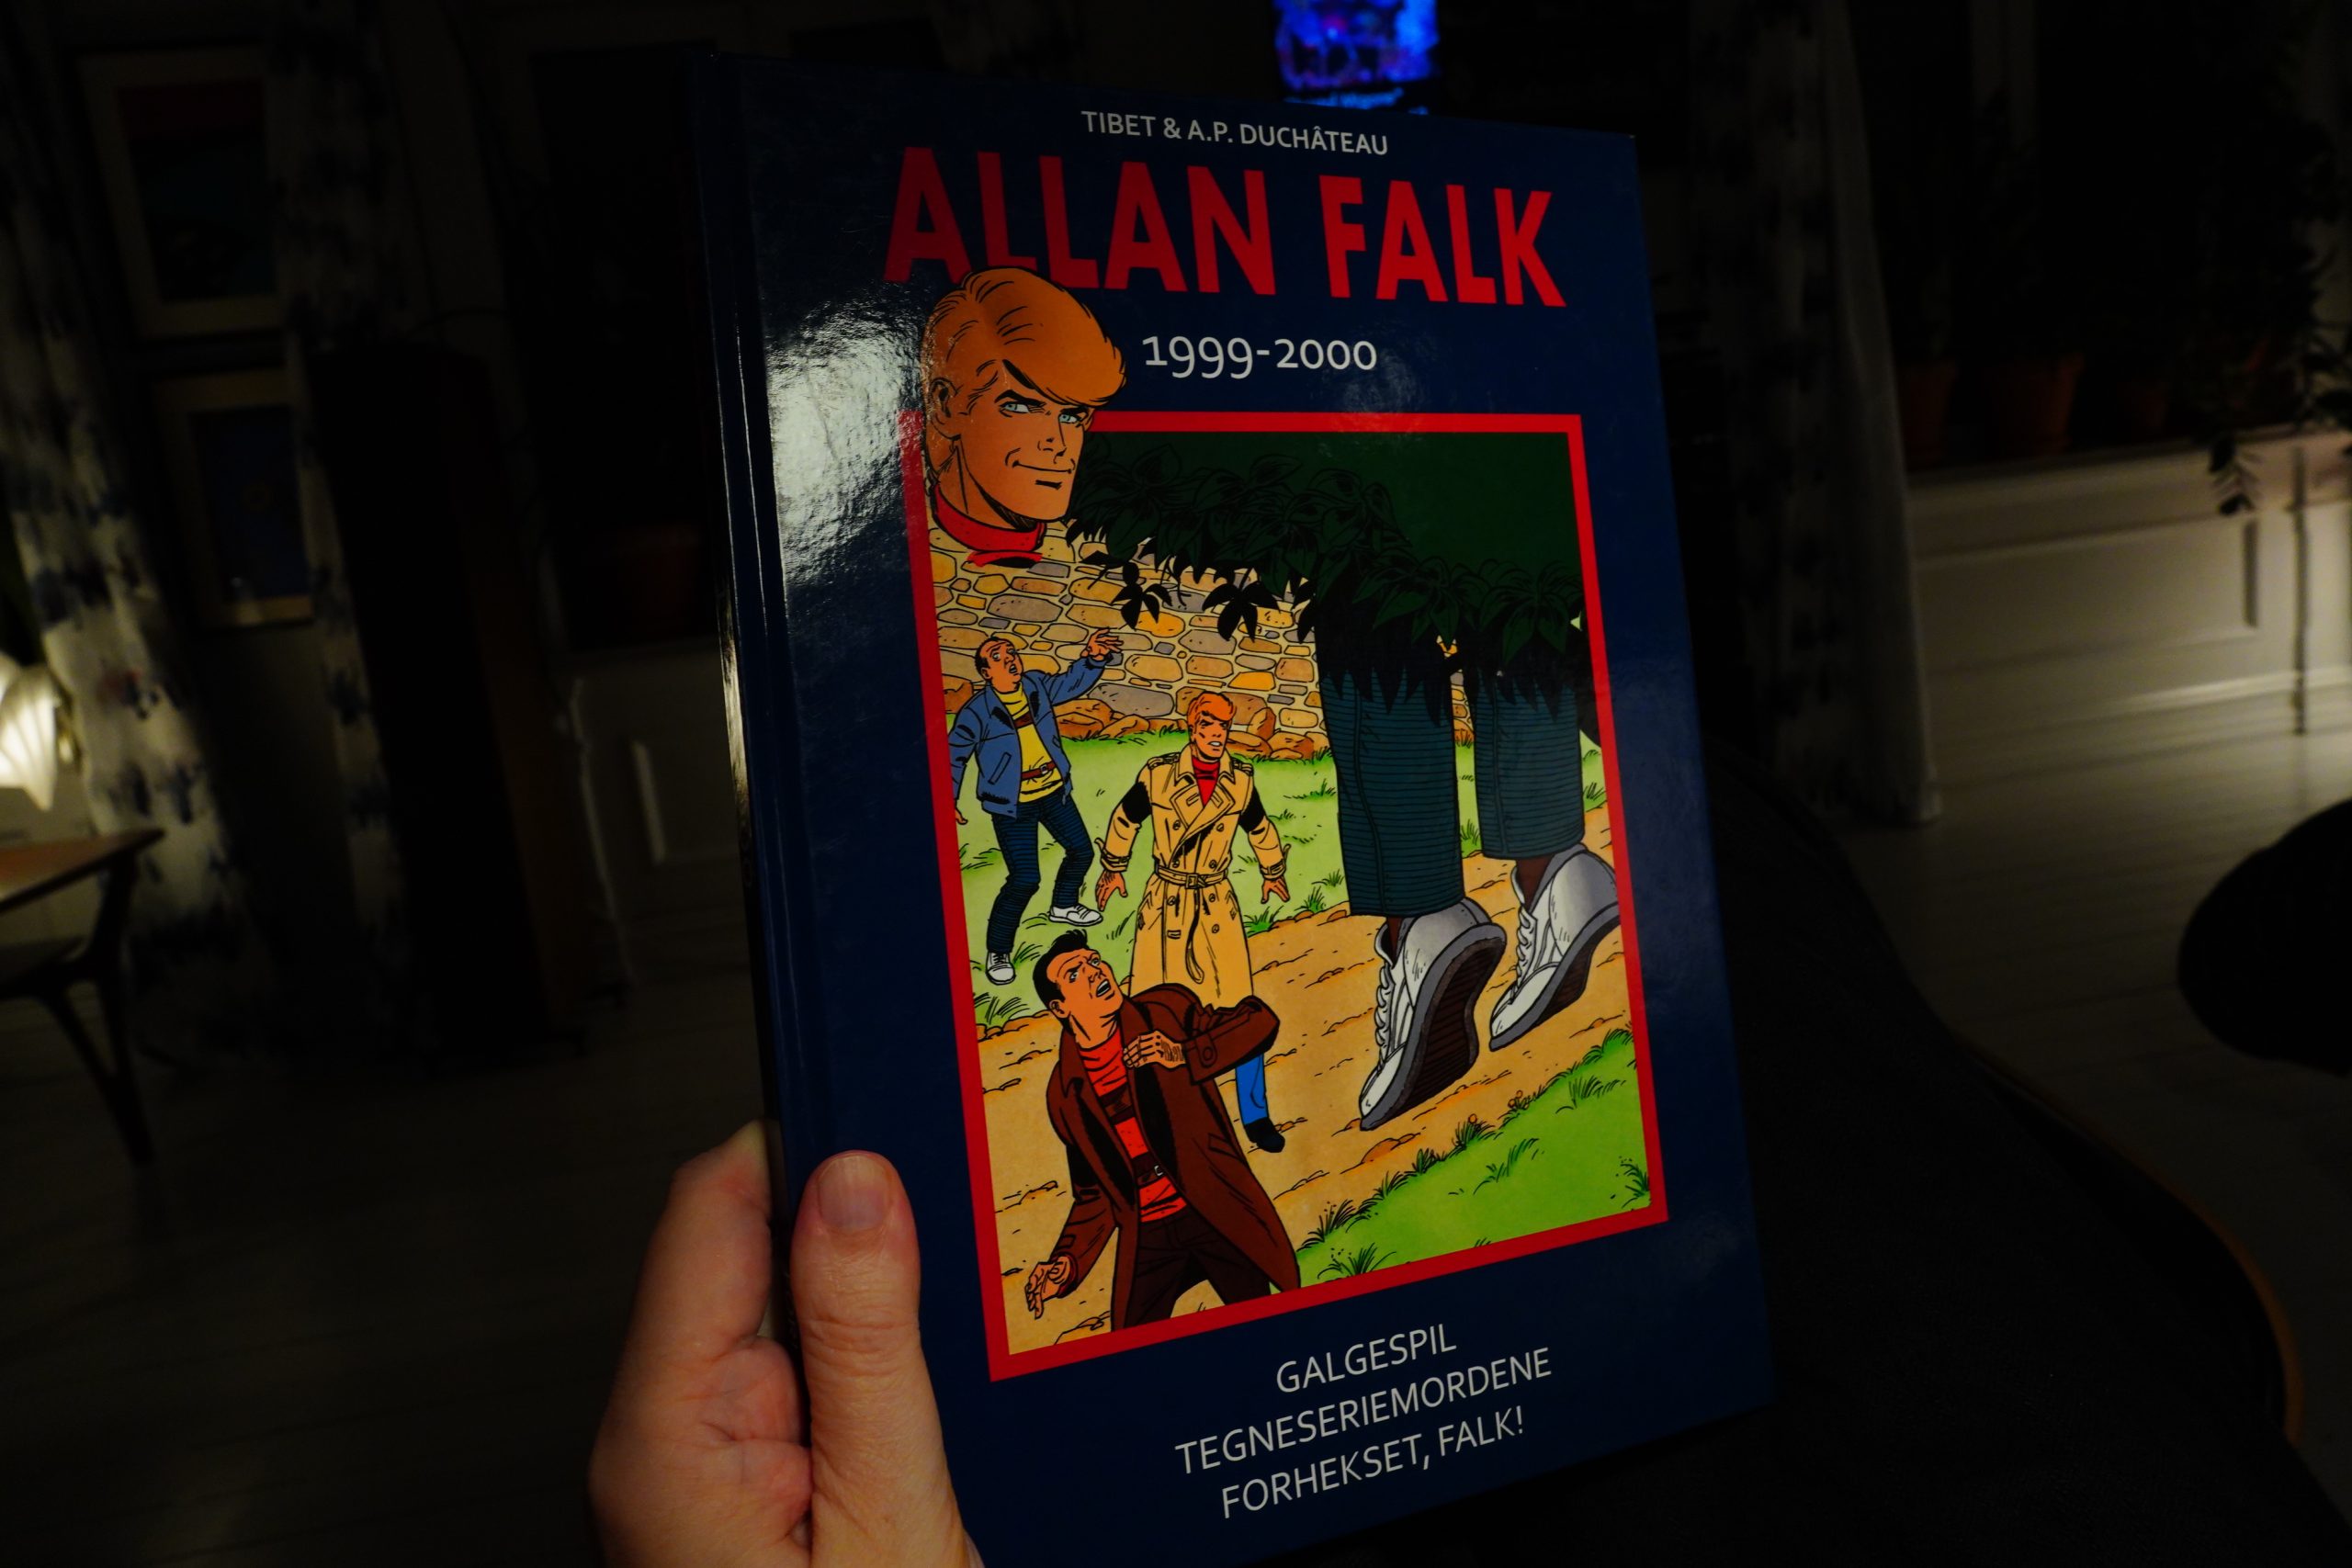 TIBET & A.P. DUCHÂTEAU
ALLAN FALK
1999-2000
GALGESPIL
TEGNESERIEMORDENE
FORHEKSET, FALK!